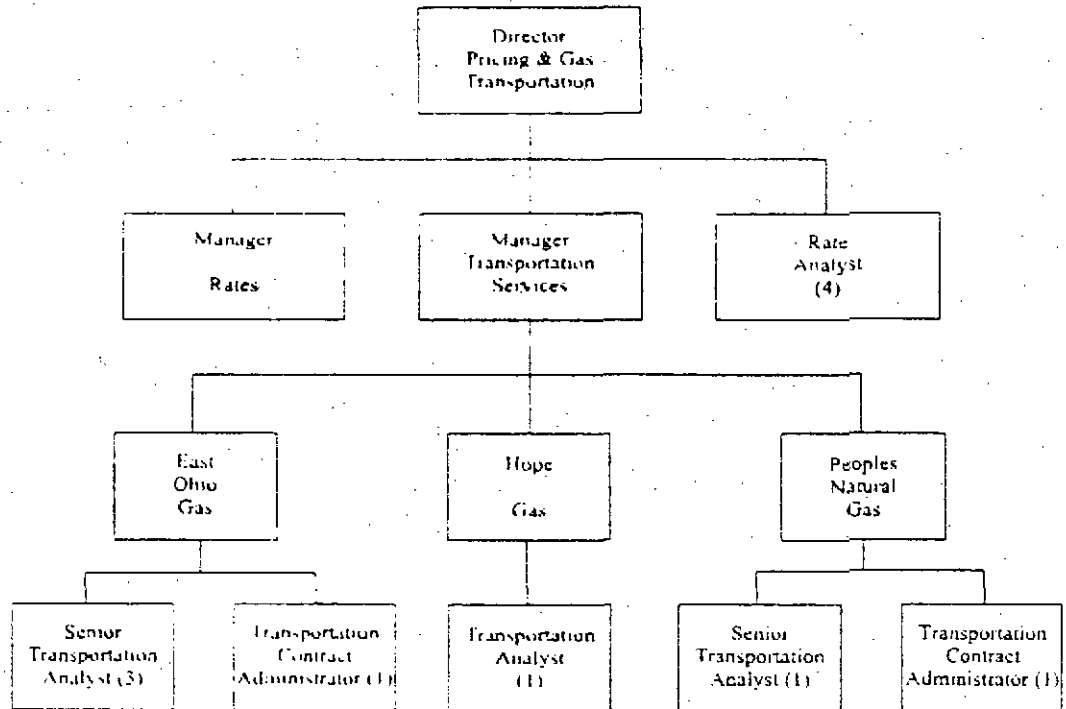 Director
Pricing & Gas
Transportation
Manager
Rates
Manager
Transportation
Services
Rate
Analyst
(4)
East
Ohio
Gas
Hope
Gas
Peoples
Natural
Gas
Senior
Transportation
Analyst (3)
Transportation
Contract
Administrator (1)
Transportation
Analyst
(1)
Senior
Transportation
Analyst (1)
Transportation
Contract
Administrator (1)